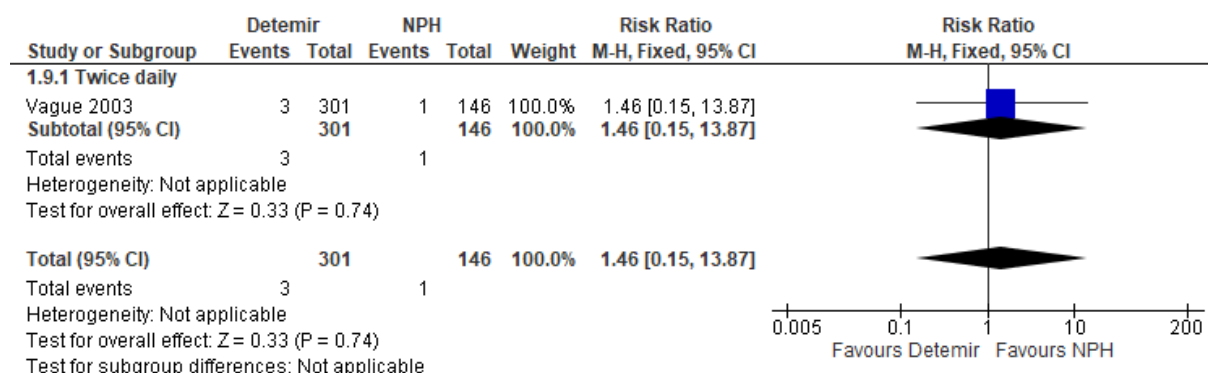 Detemir NPH Risk Ratio Risk Ratio
Study or Subgroup Events Total Events Total Weight M-H, Fixed, 95% CI M-H, Fixed, 95% CI
1.9.1 Twice daily
Vague 2003 3 301 1 146 100.0% 1.46 [0.15, 13.87]
Subtotal (95% CI) 301 146 100.0% 1.46 [0.15, 13.87]
Total events 3 1
Heterogeneity: Not applicable
Test for overall effect: Z = 0.33 (P = 0.74)
Total (95% CI) 301 146 100.0% 1.46 [0.15, 13.87]
Total events 3 1
Heterogeneity: Not applicable
Test for overall effect: Z = 0.33 (P = 0.74)
Test for subgroup differences: Not applicable
0.005 0.1 1 10 200
Favours Detemir Favours NPH